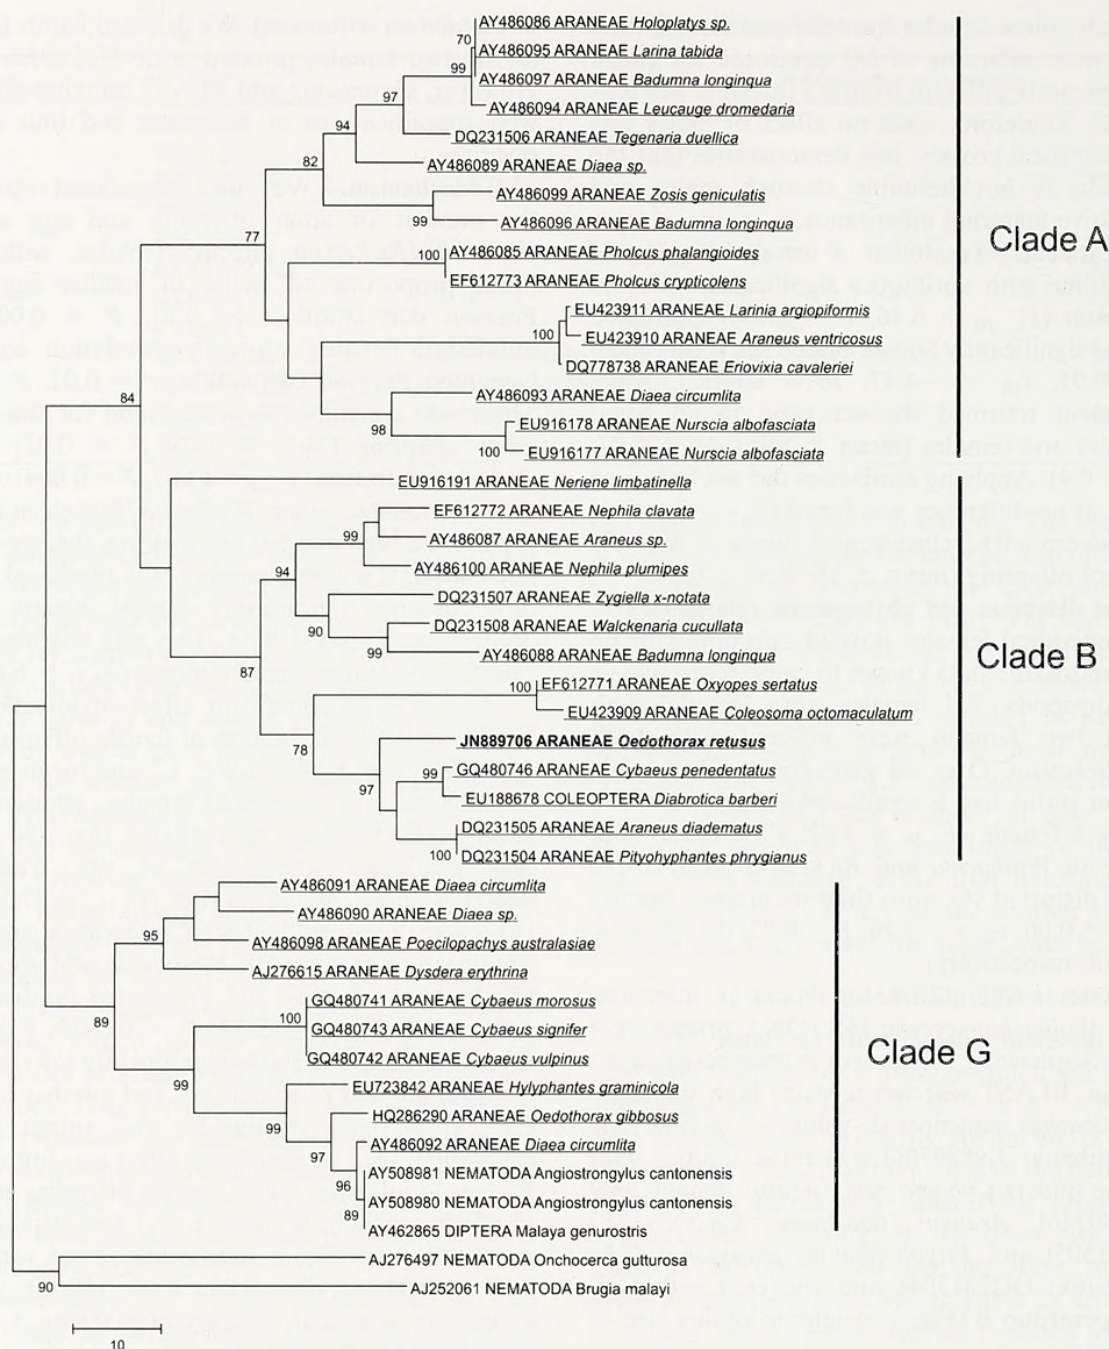 AY486086 ARANEAE Holoplatys sp.
70
AY486095 ARANEAE Larina tabida
99
AY486097 ARANEAE Badumna longinqua
97
AY486094 ARANEAE Leucauge dromedaria
94
DQ231506 ARANEAE Tegenaria duellica
82
AY486089 ARANEAE Diaea sp.
AY486099 ARANEAE Zosis geniculatis
99
AY486096 ARANEAE Badumna longinqua
77
Clade A
AY486085 ARANEAE Pholcus phalangioides
100
EF612773 ARANEAE Pholcus crypticolens
EU423911 ARANEAE Larinia argiopiformis
100
EU423910 ARANEAE Araneus ventricosus
DQ778738 ARANEAE Eriovixia cavaleriei
84
AY486093 ARANEAE Diaea circumlita
98
EU916178 ARANEAE Nurscia albofasciata
100
EU916177 ARANEAE Nurscia albofasciata
EU916191 ARANEAE Neriene limbatinella
EF612772 ARANEAE Nephila clavata
99
AY486087 ARANEAE Araneus sp.
94
AY486100 ARANEAE Nephila plumipes
DQ231507 ARANEAE Zygiella x-notata
90
DQ231508 ARANEAE Walckenaria cucullata
99
AY486088 ARANEAE Badumna longinqua
87
Clade B
EF612771 ARANEAE Oxyopes sertatus
100
EU423909 ARANEAE Coleosoma octomaculatum
78
JN889706 ARANEAE Oedothorax retusus
GQ480746 ARANEAE Cybaeus penedentatus
99
97
EU188678 COLEOPTERA Diabrotica barberi
DQ231505 ARANEAE Araneus diadematus
100
DQ231504 ARANEAE Pityohyphantes phrygianus
AY486091 ARANEAE Diaea circumlita
AY486090 ARANEAE Diaea sp.
95
AY486098 ARANEAE Poecilopachys australasiae
AJ276615 ARANEAE Dysdera erythrina
89
GQ480741 ARANEAE Cybaeus morosus
100
GQ480743 ARANEAE Cybaeus signifer
GQ480742 ARANEAE Cybaeus vulpinus
Clade G
99
EU723842 ARANEAE Hylyphantes graminicola
99
HQ286290 ARANEAE Oedothorax gibbosus
97
AY486092 ARANEAE Diaea circumlita
96
AY508981 NEMATODA Angiostrongylus cantonensis
AY508980 NEMATODA Angiostrongylus cantonensis
89
AY462865 DIPTERA Malaya genurostris
AJ276497 NEMATODA Onchocerca gutturosa
90
AJ252061 NEMATODA Brugia malayi
10